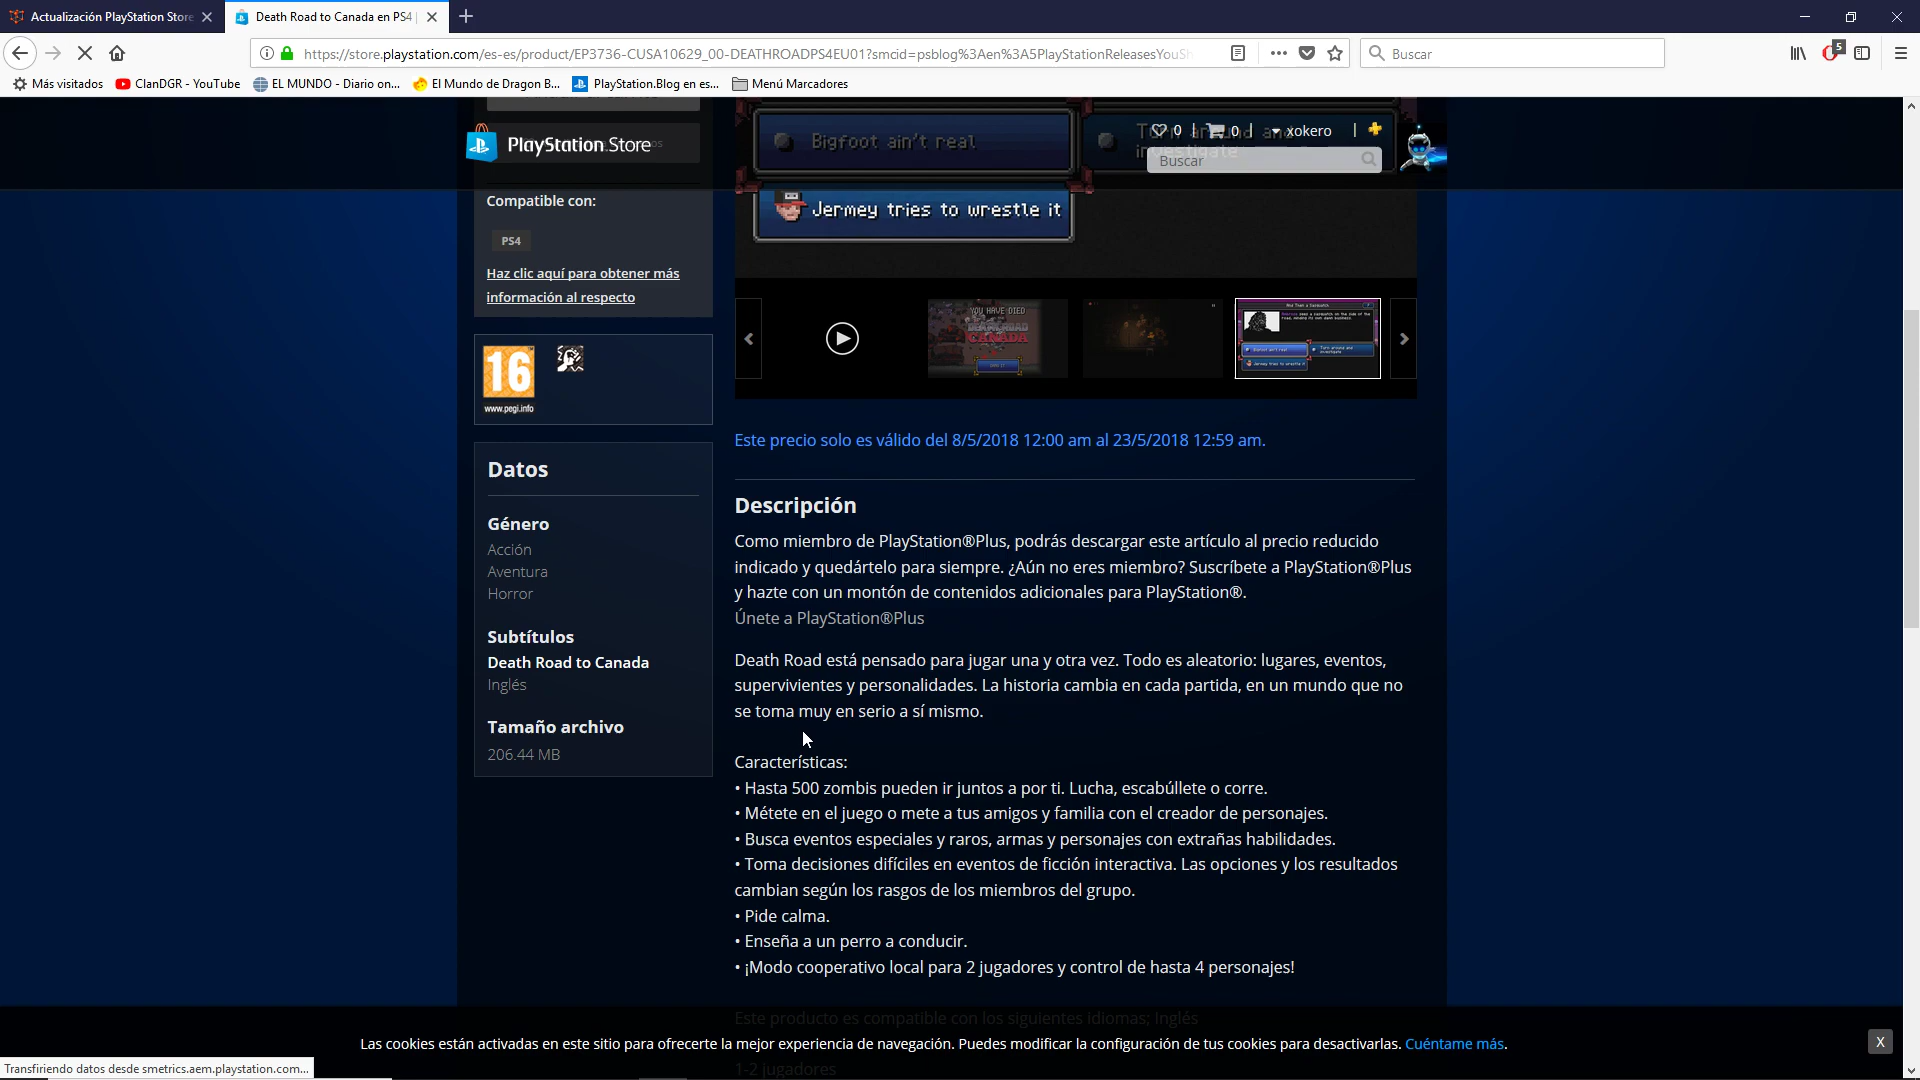 Actualización PlayStation Store
Death Road to Canada en PS4 |
https://store.playstation.com/es-es/product/EP3736-CUSA10629_00-DEATHROADPS4EU01?smcid=psblog%3Aen%3A5PlayStationReleasesYouSh
Buscar
5
Más visitados
ClanDGR - YouTube
EL MUNDO - Diario on...
El Mundo de Dragon B...
PlayStation.Blog en es...
Menú Marcadores
PlayStation Store
0 | 0 | xokero |
Buscar
Bigfoot ain't real
Turn around and
investigate
Jermey tries to wrestle it
Compatible con:
PS4
Haz clic aquí para obtener más
información al respecto
16
www.pegi.info
YOU HAVE DIED
DEATH ROAD
CANADA
Este precio solo es válido del 8/5/2018 12:00 am al 23/5/2018 12:59 am.
Datos
Género
Acción
Aventura
Horror
Subtítulos
Death Road to Canada
Inglés
Tamaño archivo
206.44 MB
Descripción
Como miembro de PlayStation®Plus, podrás descargar este artículo al precio reducido
indicado y quedártelo para siempre. ¿Aún no eres miembro? Suscríbete a PlayStation®Plus
y hazte con un montón de contenidos adicionales para PlayStation®.
Únete a PlayStation®Plus
Death Road está pensado para jugar una y otra vez. Todo es aleatorio: lugares, eventos,
supervivientes y personalidades. La historia cambia en cada partida, en un mundo que no
se toma muy en serio a sí mismo.
Características:
• Hasta 500 zombis pueden ir juntos a por ti. Lucha, escabúllete o corre.
• Métete en el juego o mete a tus amigos y familia con el creador de personajes.
• Busca eventos especiales y raros, armas y personajes con extrañas habilidades.
• Toma decisiones difíciles en eventos de ficción interactiva. Las opciones y los resultados
cambian según los rasgos de los miembros del grupo.
• Pide calma.
• Enseña a un perro a conducir.
• ¡Modo cooperativo local para 2 jugadores y control de hasta 4 personajes!
Este producto es compatible con los siguientes idiomas; Inglés
Las cookies están activadas en este sitio para ofrecerte la mejor experiencia de navegación. Puedes modificar la configuración de tus cookies para desactivarlas. Cuéntame más.
X
1-2 jugadores
Transfiriendo datos desde smetrics.aem.playstation.com...